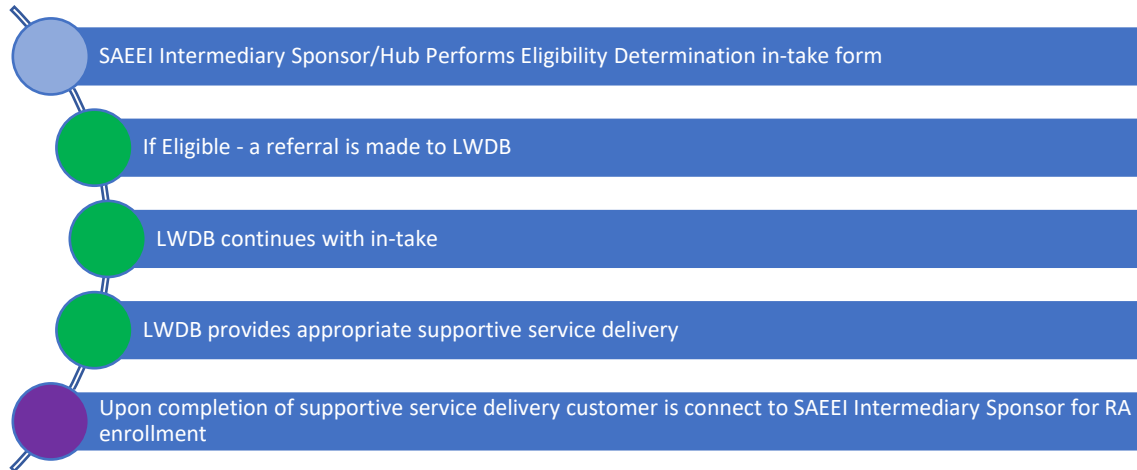 SAEEI Intermediary Sponsor/Hub Performs Eligibility Determination in-take form
If Eligible - a referral is made to LWDB
LWDB continues with in-take
LWDB provides appropriate supportive service delivery
Upon completion of supportive service delivery customer is connect to SAEEI Intermediary Sponsor for RA
enrollment